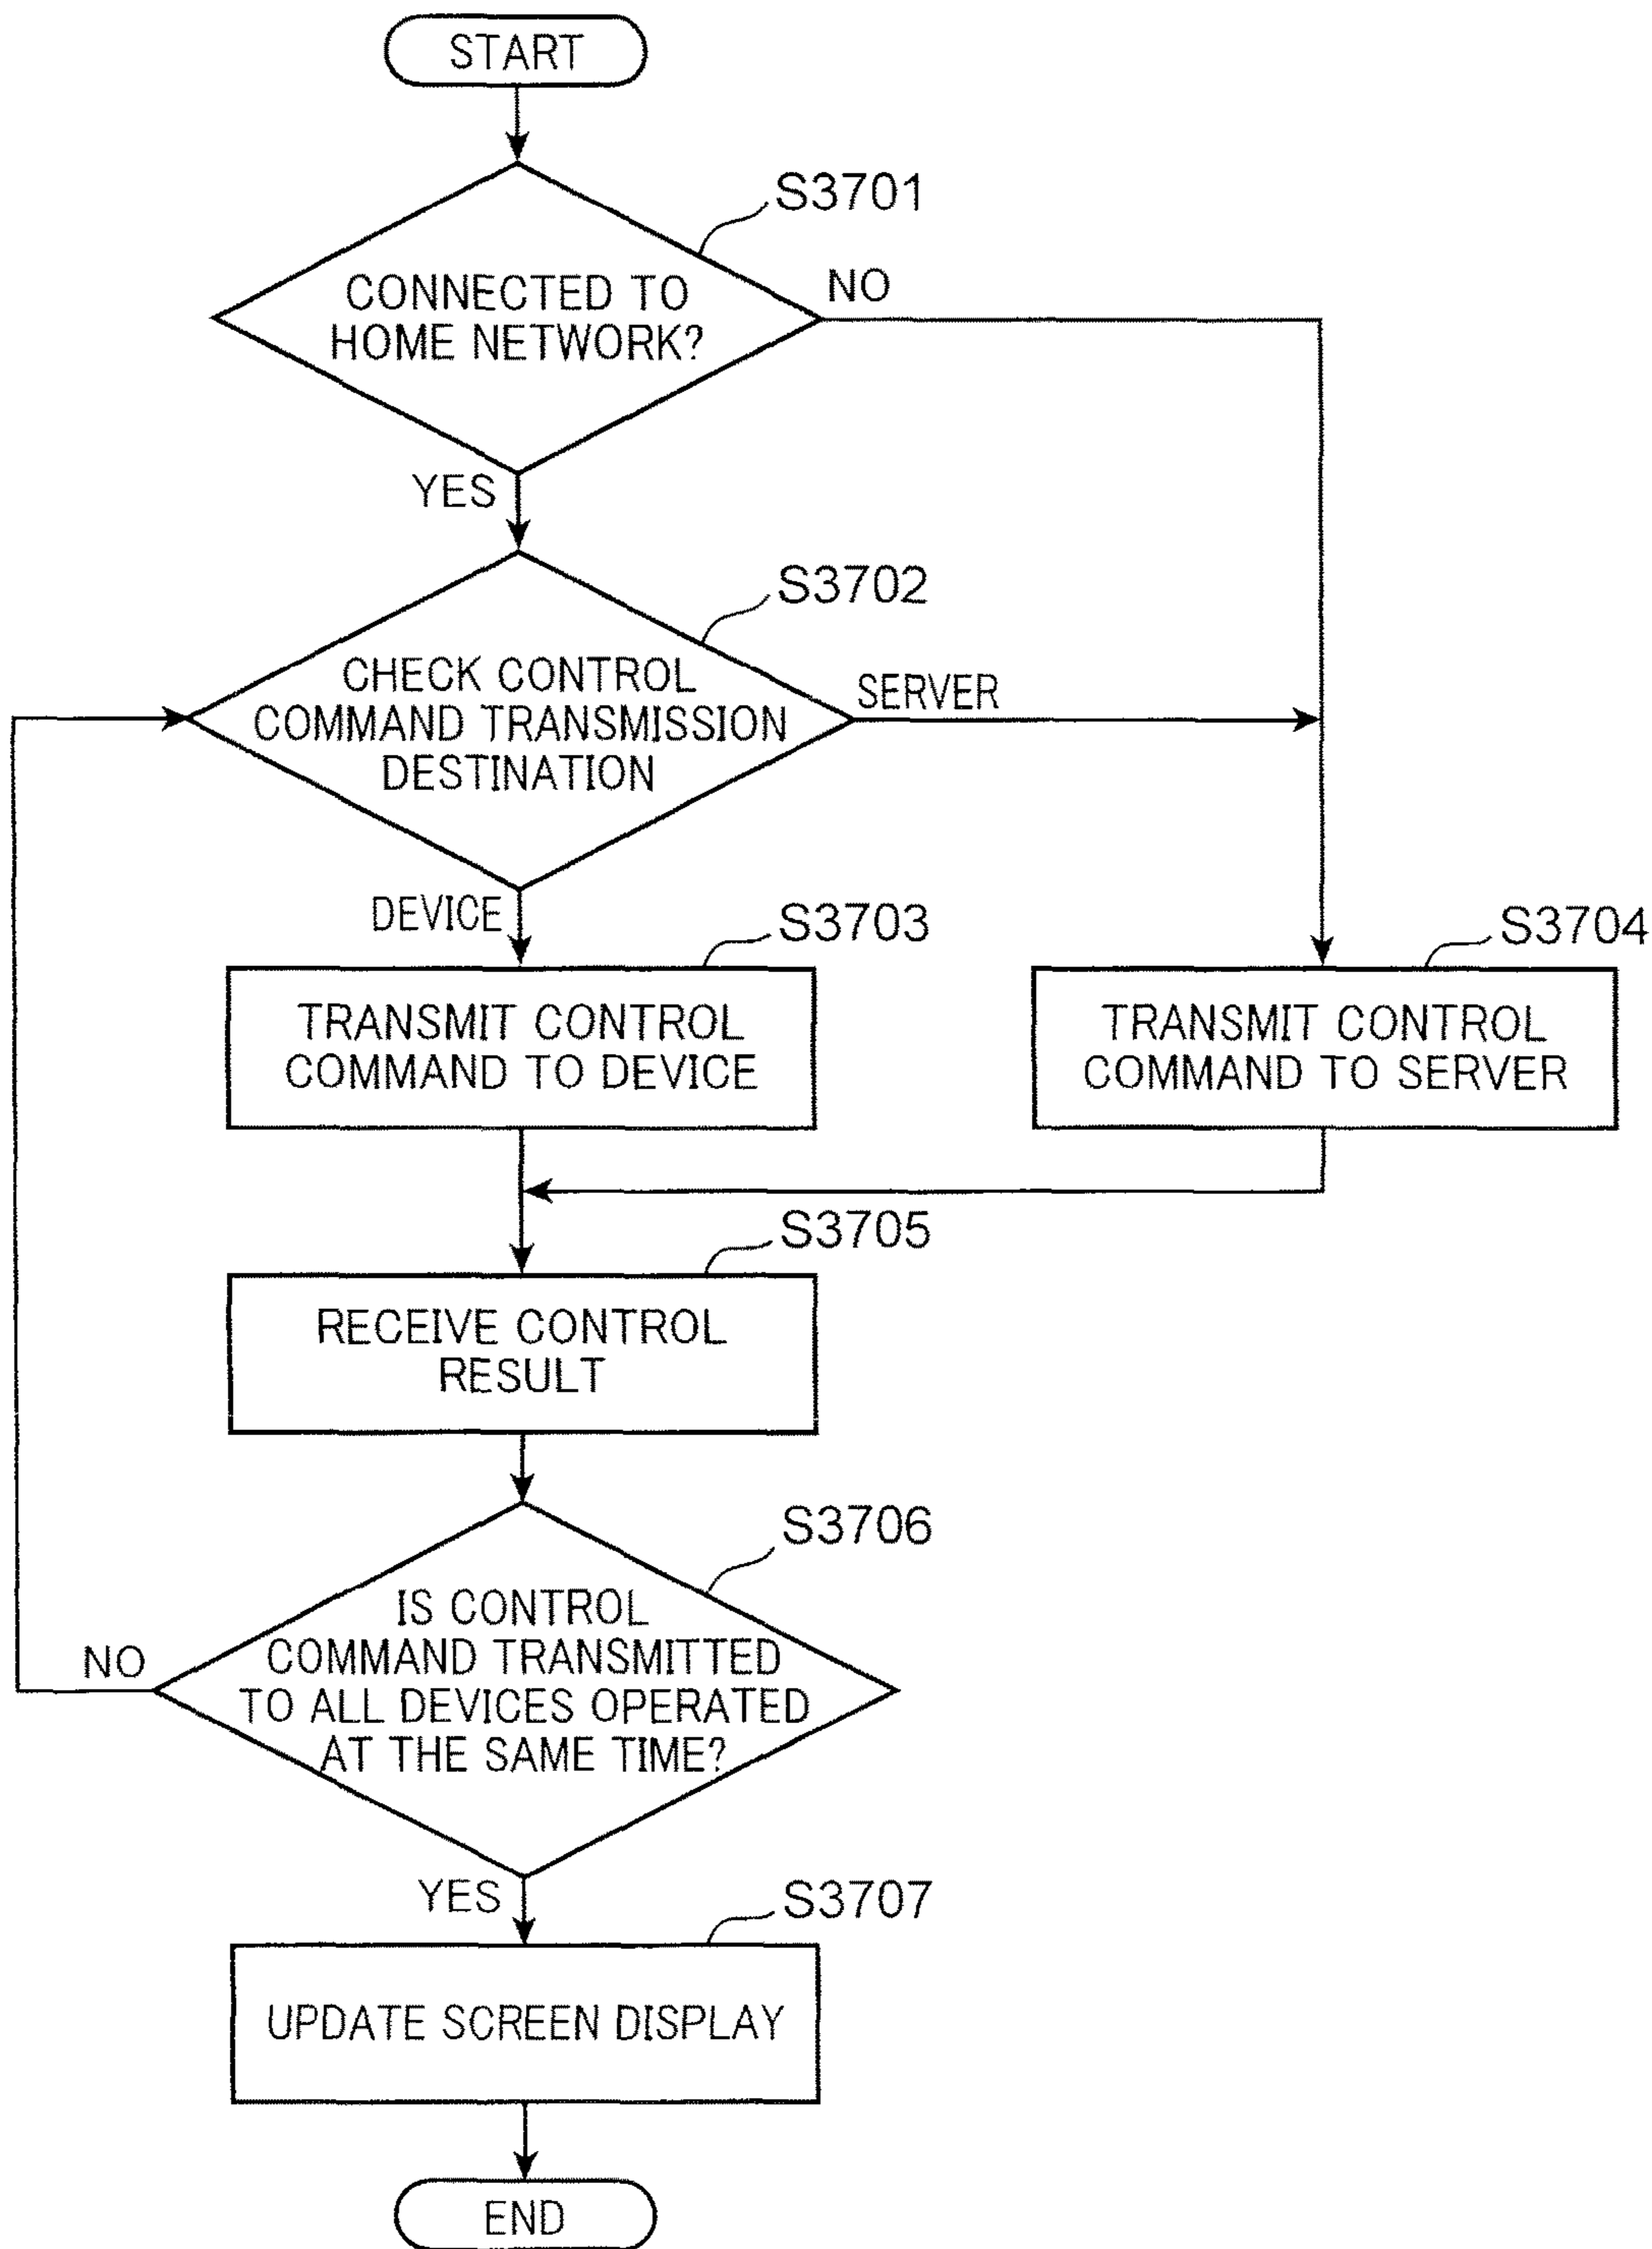 START
S3701
CONNECTED TO
HOME NETWORK?
NO
YES
S3702
CHECK CONTROL
COMMAND TRANSMISSION
DESTINATION
SERVER
DEVICE
S3703
S3704
TRANSMIT CONTROL
COMMAND TO DEVICE
TRANSMIT CONTROL
COMMAND TO SERVER
S3705
RECEIVE CONTROL
RESULT
S3706
IS CONTROL
COMMAND TRANSMITTED
TO ALL DEVICES OPERATED
AT THE SAME TIME?
NO
YES
S3707
UPDATE SCREEN DISPLAY
END